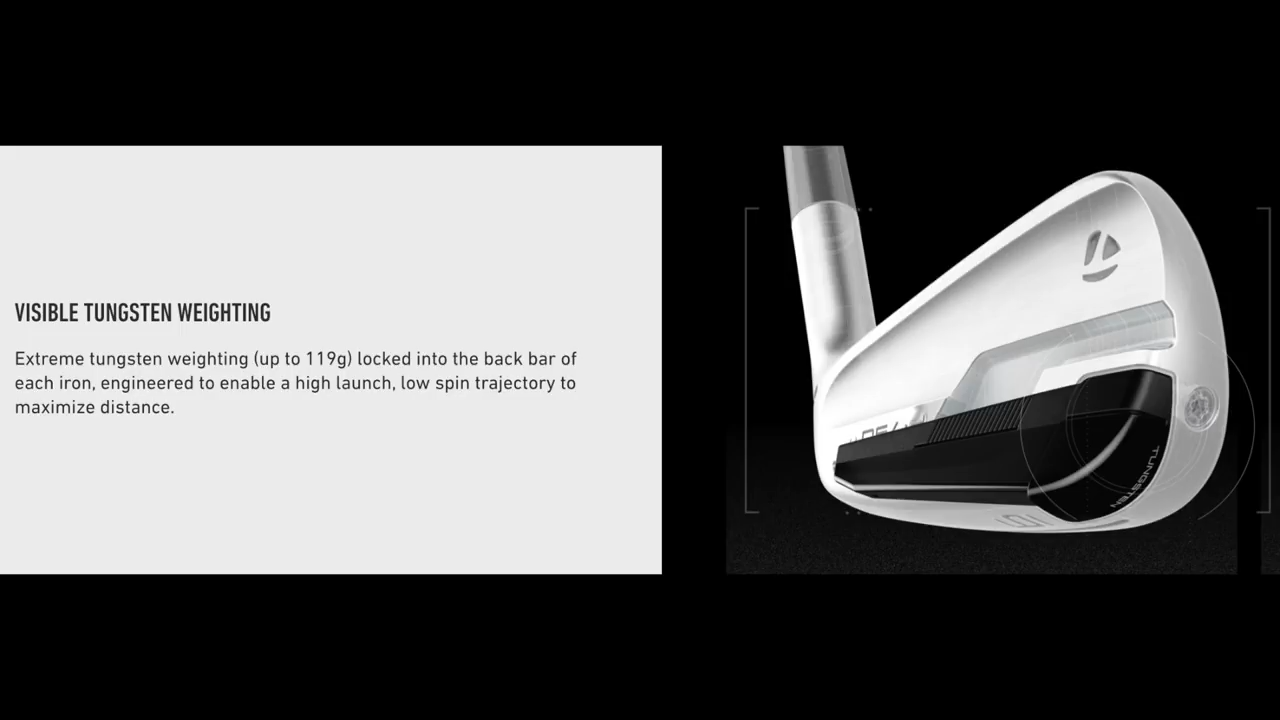 VISIBLE TUNGSTEN WEIGHTING
Extreme tungsten weighting (up to 119g) locked into the back bar of
each iron, engineered to enable a high launch, low spin trajectory to
maximize distance.
TUNGSTEN